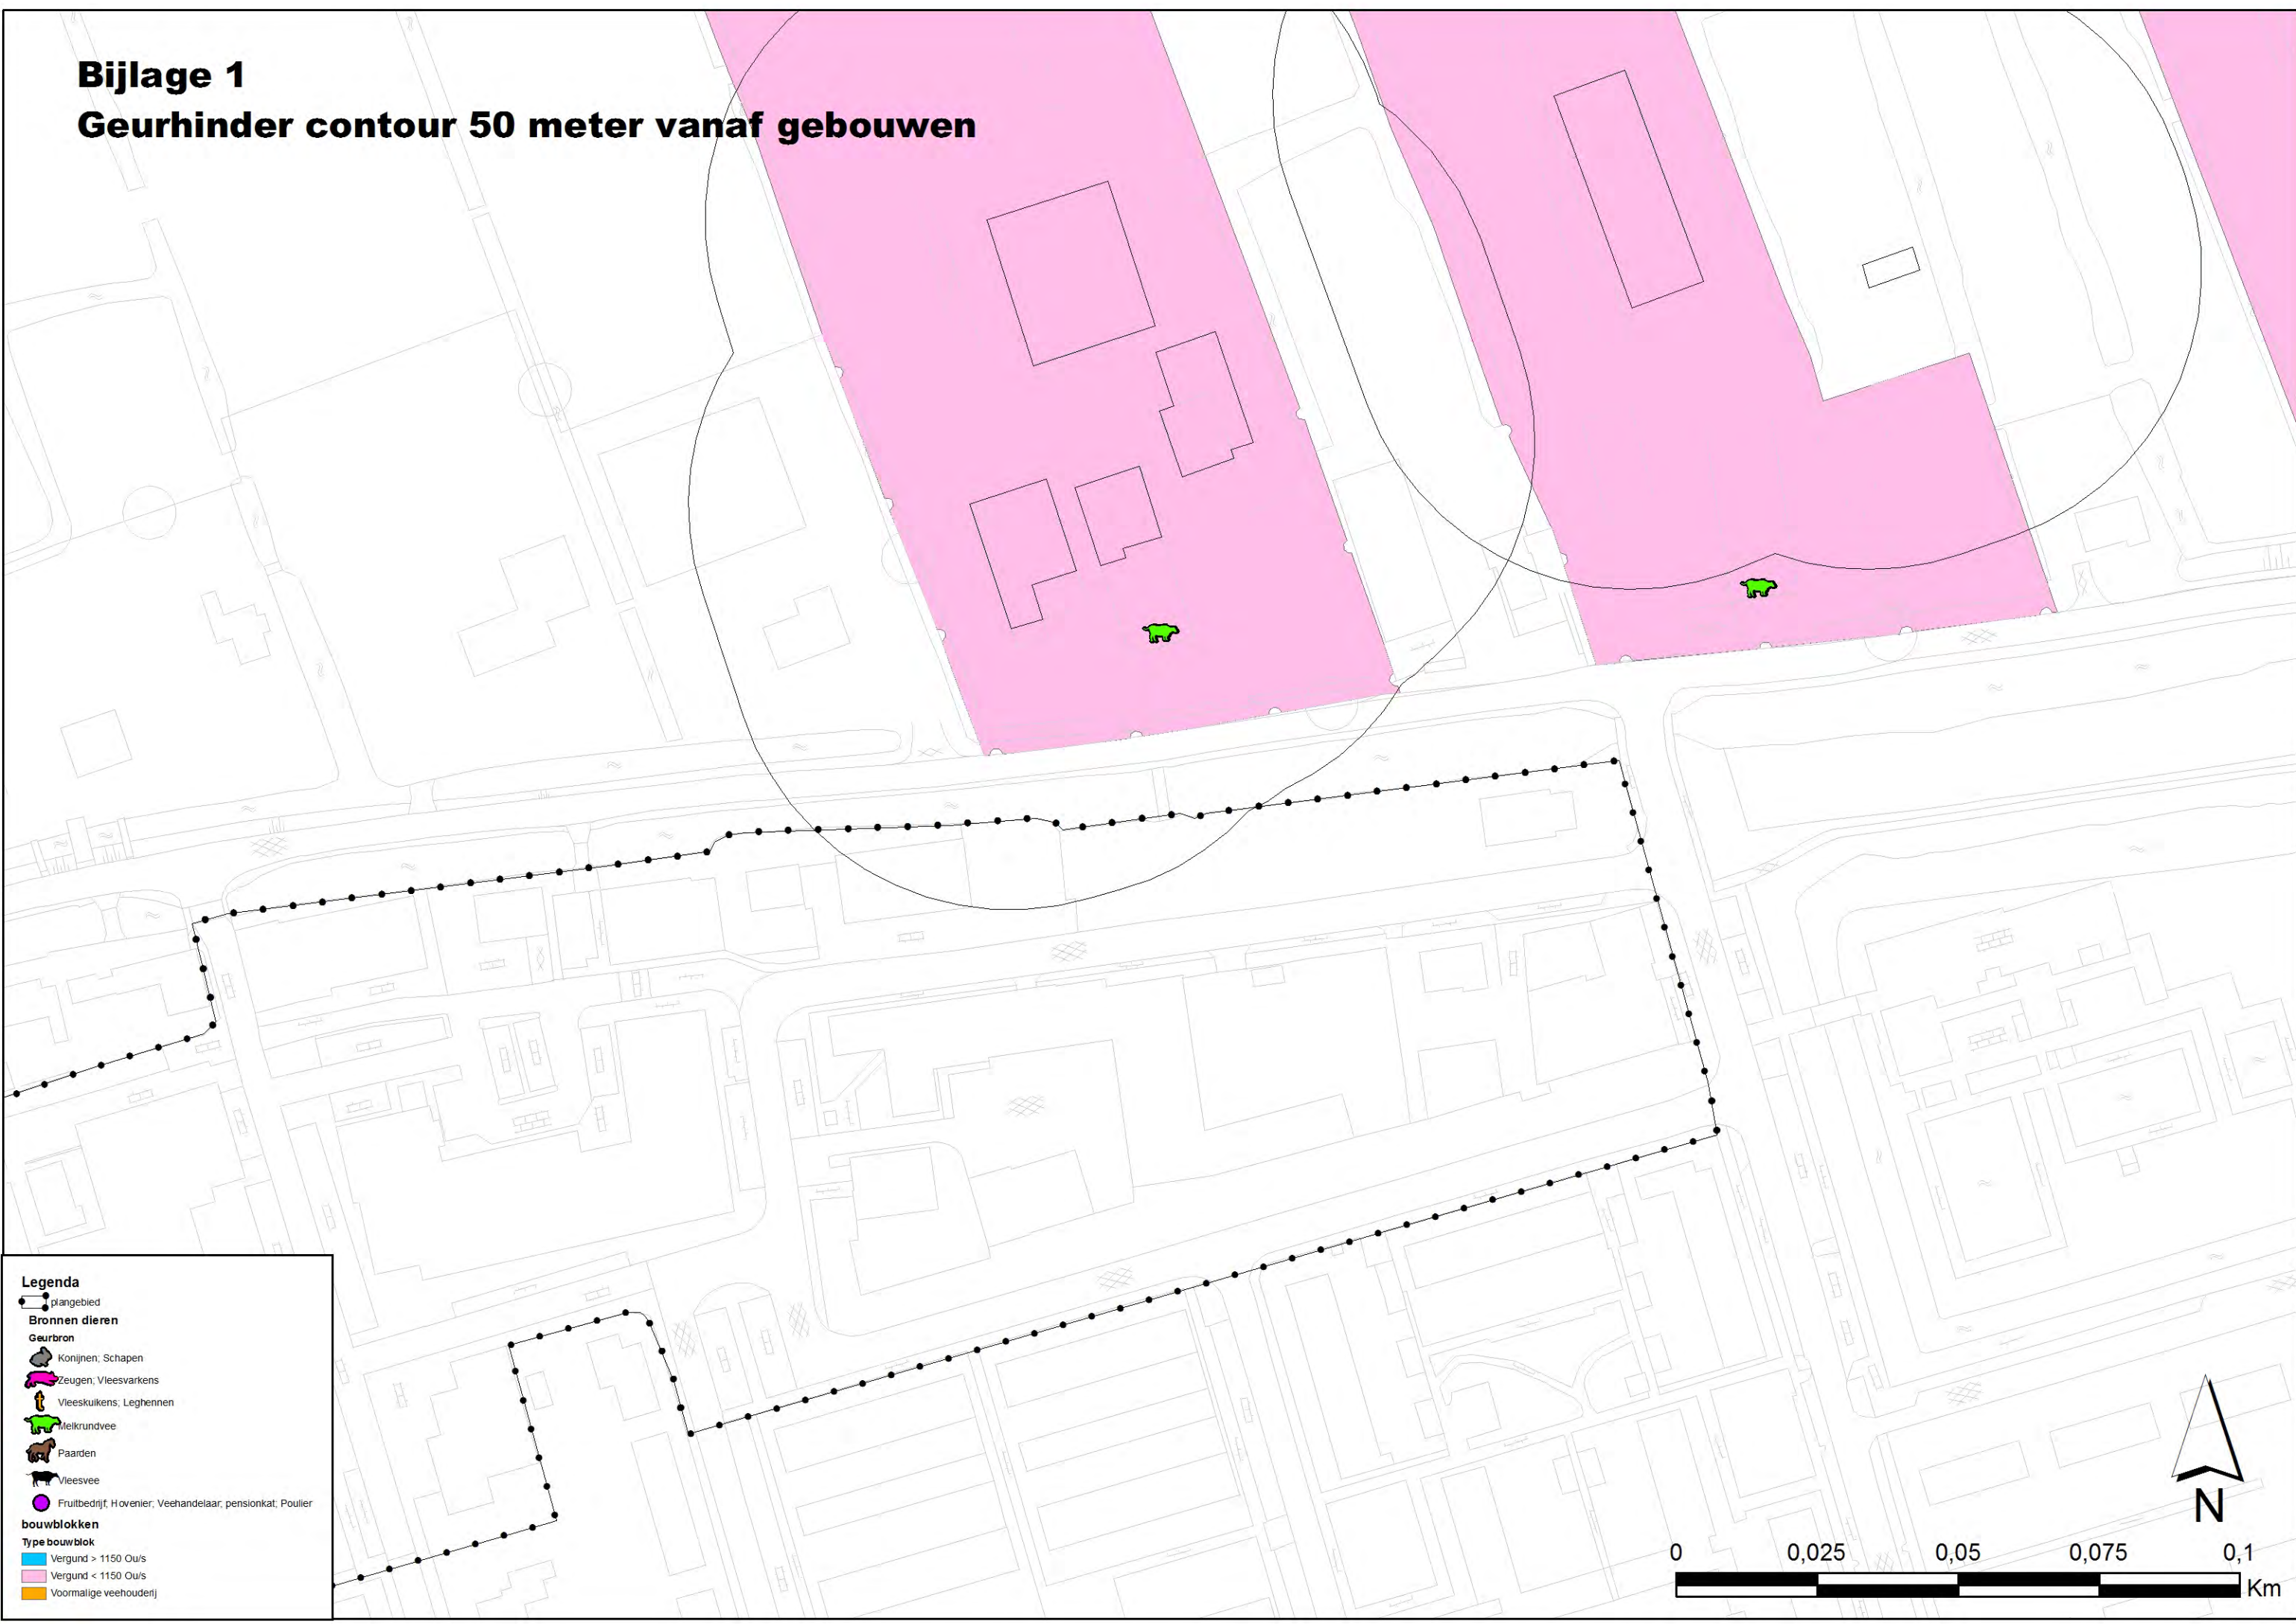 Bijlage 1
Geurhinder contour 50 meter vanaf gebouwen
Legenda
plangebied
Bronnen dieren
Geurbron
Konijnen; Schapen
Zeugen; Vleesvarkens
Vleeskuikens; Leghennen
Melkrundvee
Paarden
Vleesvee
Fruitbedrijf; Hovenier; Veehandelaar; pensionkat; Poulier
bouwblokken
Type bouwblok
Vergund > 1150 Ou/s
Vergund < 1150 Ou/s
Voormalige veehouderij
N
0 0,025 0,05 0,075 0,1
Km